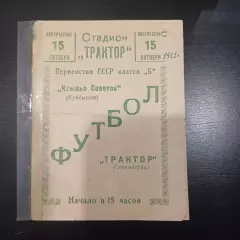 ВОСКРЕСЕНЬЕ
15
ОКТЯБРЯ
Стадион
„ТРАКТОР"
ВОСКРЕСЕНЬЕ
15
ОКТЯБРЯ
Первенство СССР класса „Б"
„Крылья Советов"
(Куйбышев)
ФУТБОЛ
„ТРАКТОР"
(Сталинград)
Начало в 15 часов